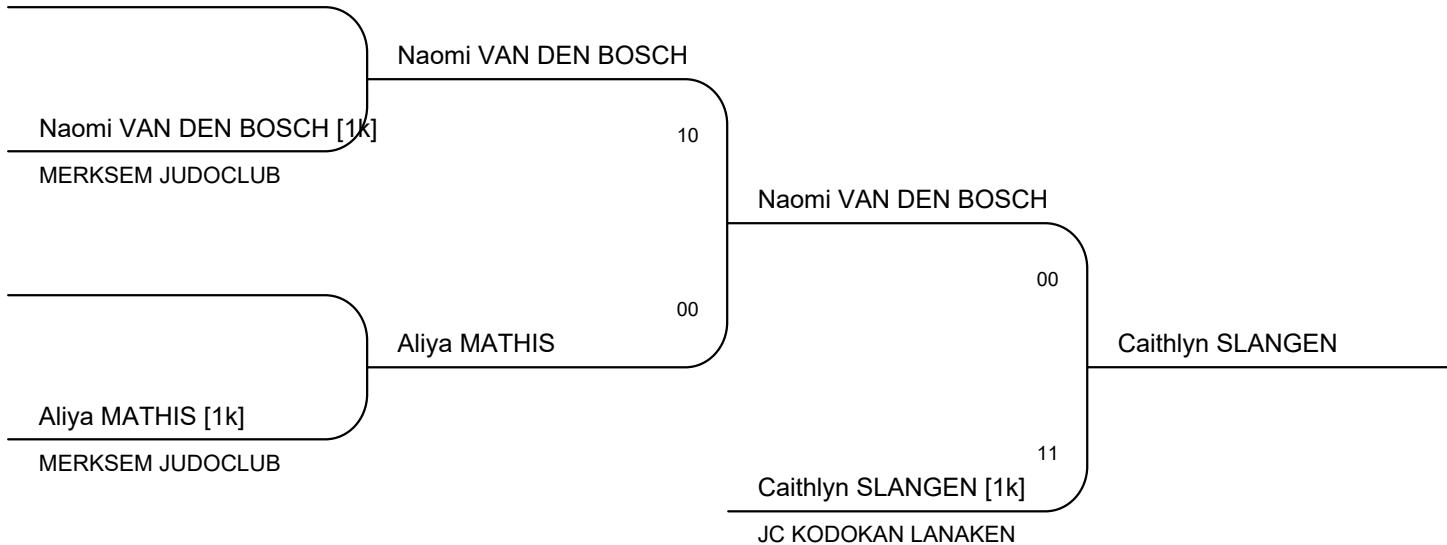 Naomi VAN DEN BOSCH
Naomi VAN DEN BOSCH [1k]
10
MERKSEM JUDOCLUB
Naomi VAN DEN BOSCH
00
00
Aliya MATHIS
Caithlyn SLANGEN
Aliya MATHIS [1k]
MERKSEM JUDOCLUB
11
Caithlyn SLANGEN [1k]
JC KODOKAN LANAKEN